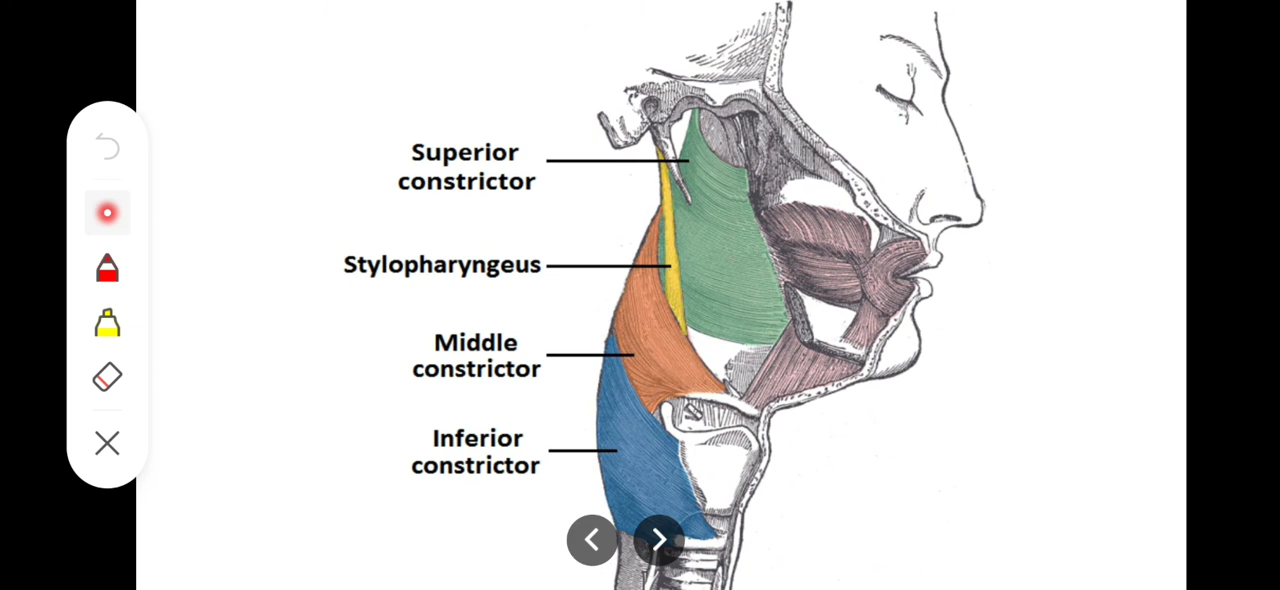 Superior
constrictor
Stylopharyngeus
Middle
constrictor
Inferior
constrictor